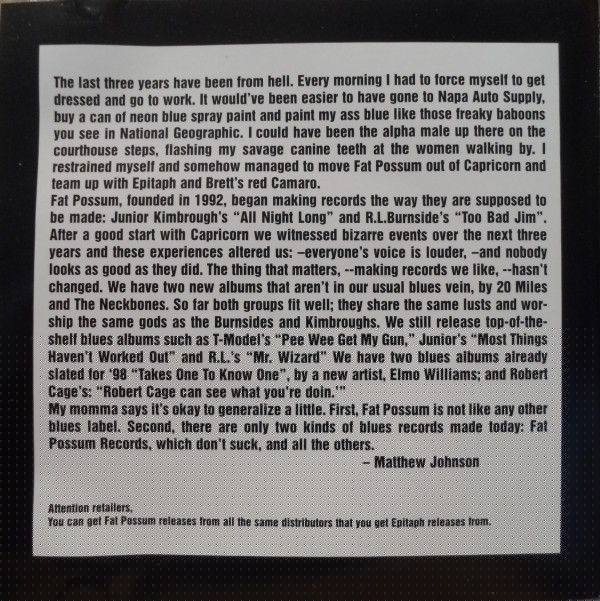 The last three years have been from hell. Every morning I had to force myself to get
dressed and go to work. It would've been easier to have gone to Napa Auto Supply,
buy a can of neon blue spray paint and paint my ass blue like those freaky baboons
you see in National Geographic. I could have been the alpha male up there on the
courthouse steps, flashing my savage canine teeth at the women walking by. I
restrained myself and somehow managed to move Fat Possum out of Capricorn and
team up with Epitaph and Brett's red Camaro.
Fat Possum, founded in 1992, began making records the way they are supposed to
be made: Junior Kimbrough's “All Night Long” and R.L.Burnside's “Too Bad Jim”.
After a good start with Capricorn we witnessed bizarre events over the next three
years and these experiences altered us: –everyone's voice is louder, –and nobody
looks as good as they did. The thing that matters, --making records we like, --hasn't
changed. We have two new albums that aren't in our usual blues vein, by 20 Miles
and The Neckbones. So far both groups fit well; they share the same lusts and wor-
ship the same gods as the Burnsides and Kimbroughs. We still release top-of-the-
shelf blues albums such as T-Model's “Pee Wee Get My Gun,” Junior's “Most Things
Haven't Worked Out” and R.L.'s “Mr. Wizard” We have two blues albums already
slated for '98 “Takes One To Know One”, by a new artist, Elmo Williams; and Robert
Cage's: “Robert Cage can see what you're doin.'”
My momma says it's okay to generalize a little. First, Fat Possum is not like any other
blues label. Second, there are only two kinds of blues records made today: Fat
Possum Records, which don't suck, and all the others.
– Matthew Johnson
Attention retailers,
You can get Fat Possum releases from all the same distributors that you get Epitaph releases from.